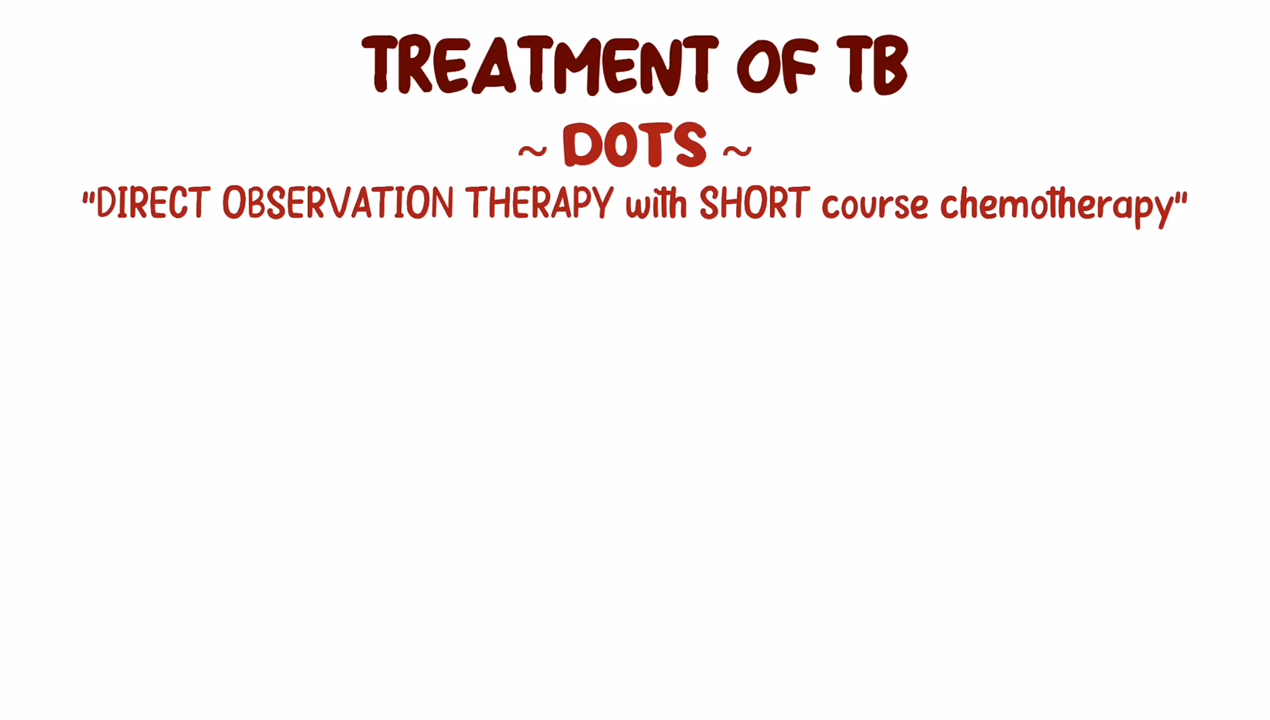 TREATMENT OF TB
~ DOTS ~
"DIRECT OBSERVATION THERAPY with SHORT course chemotherapy"